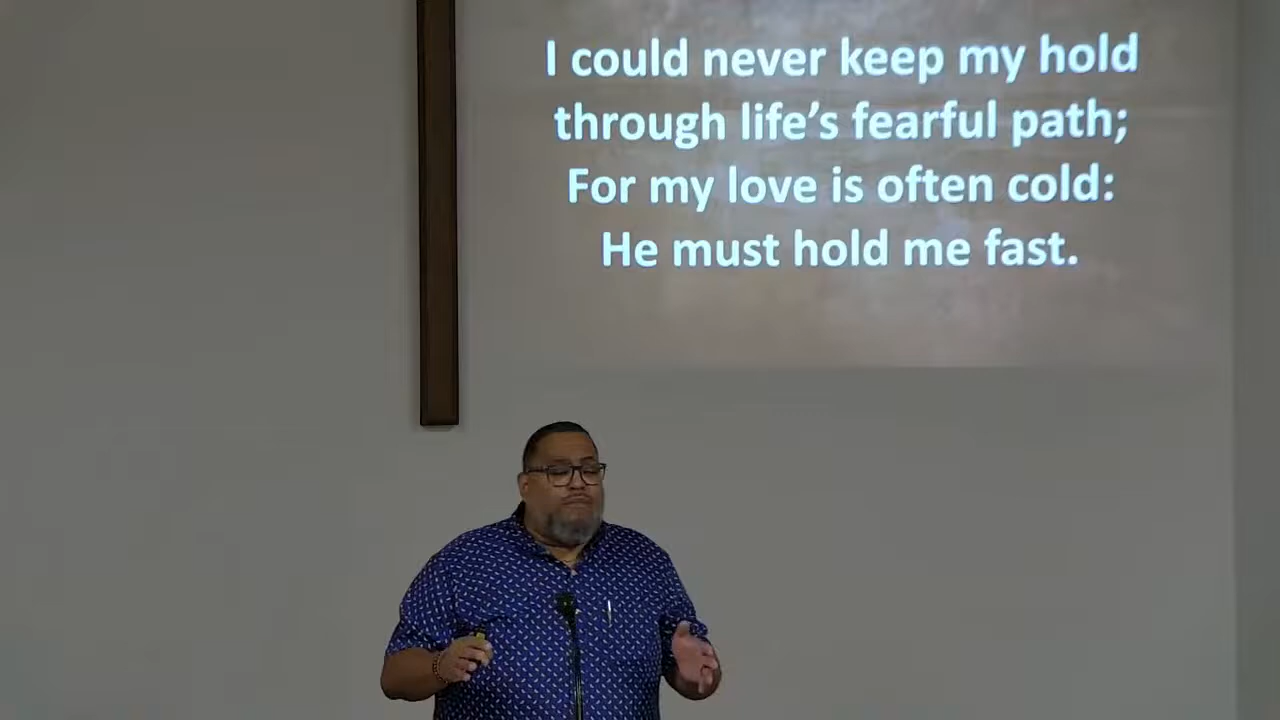 I could never keep my hold
through life’s fearful path;
For my love is often cold:
He must hold me fast.